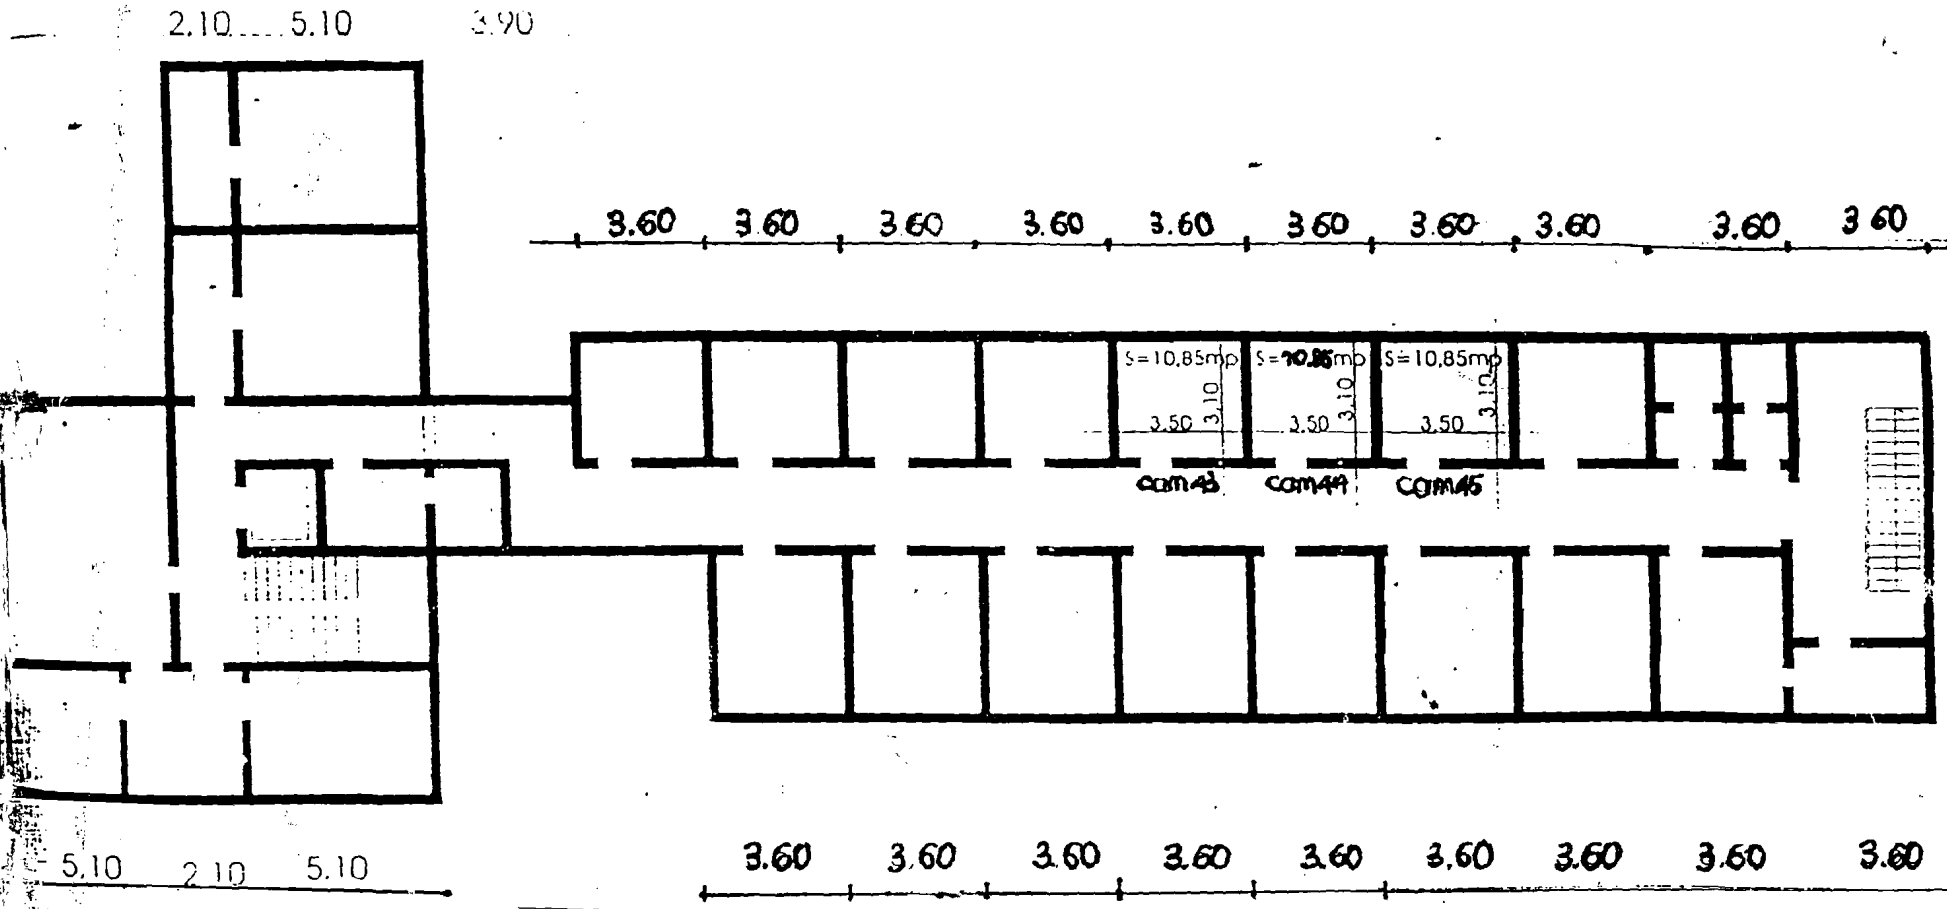 2.10 5.10 3.90
3.60 3.60 3.60 3.60 3.60 3.60 3.60 3.60 3.60 3 60
S=10,85mp S=10.85mp S=10,85mp
3.10 3.10 3.10
3.50 3.50 3.50
cam43 cam44 cam45
5.10 2.10 5.10
3.60 3.60 3.60 3.60 3.60 3.60 3.60 3.60 3.60